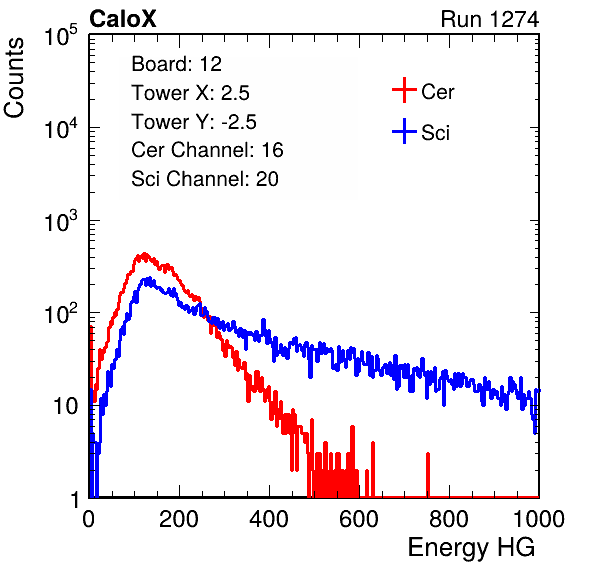 CaloX Run 1274
10^5
Counts
Board: 12
Tower X: 2.5
Tower Y: -2.5
Cer Channel: 16
Sci Channel: 20
Cer
Sci
10^4
10^3
10^2
10
1
0 200 400 600 800 1000
Energy HG